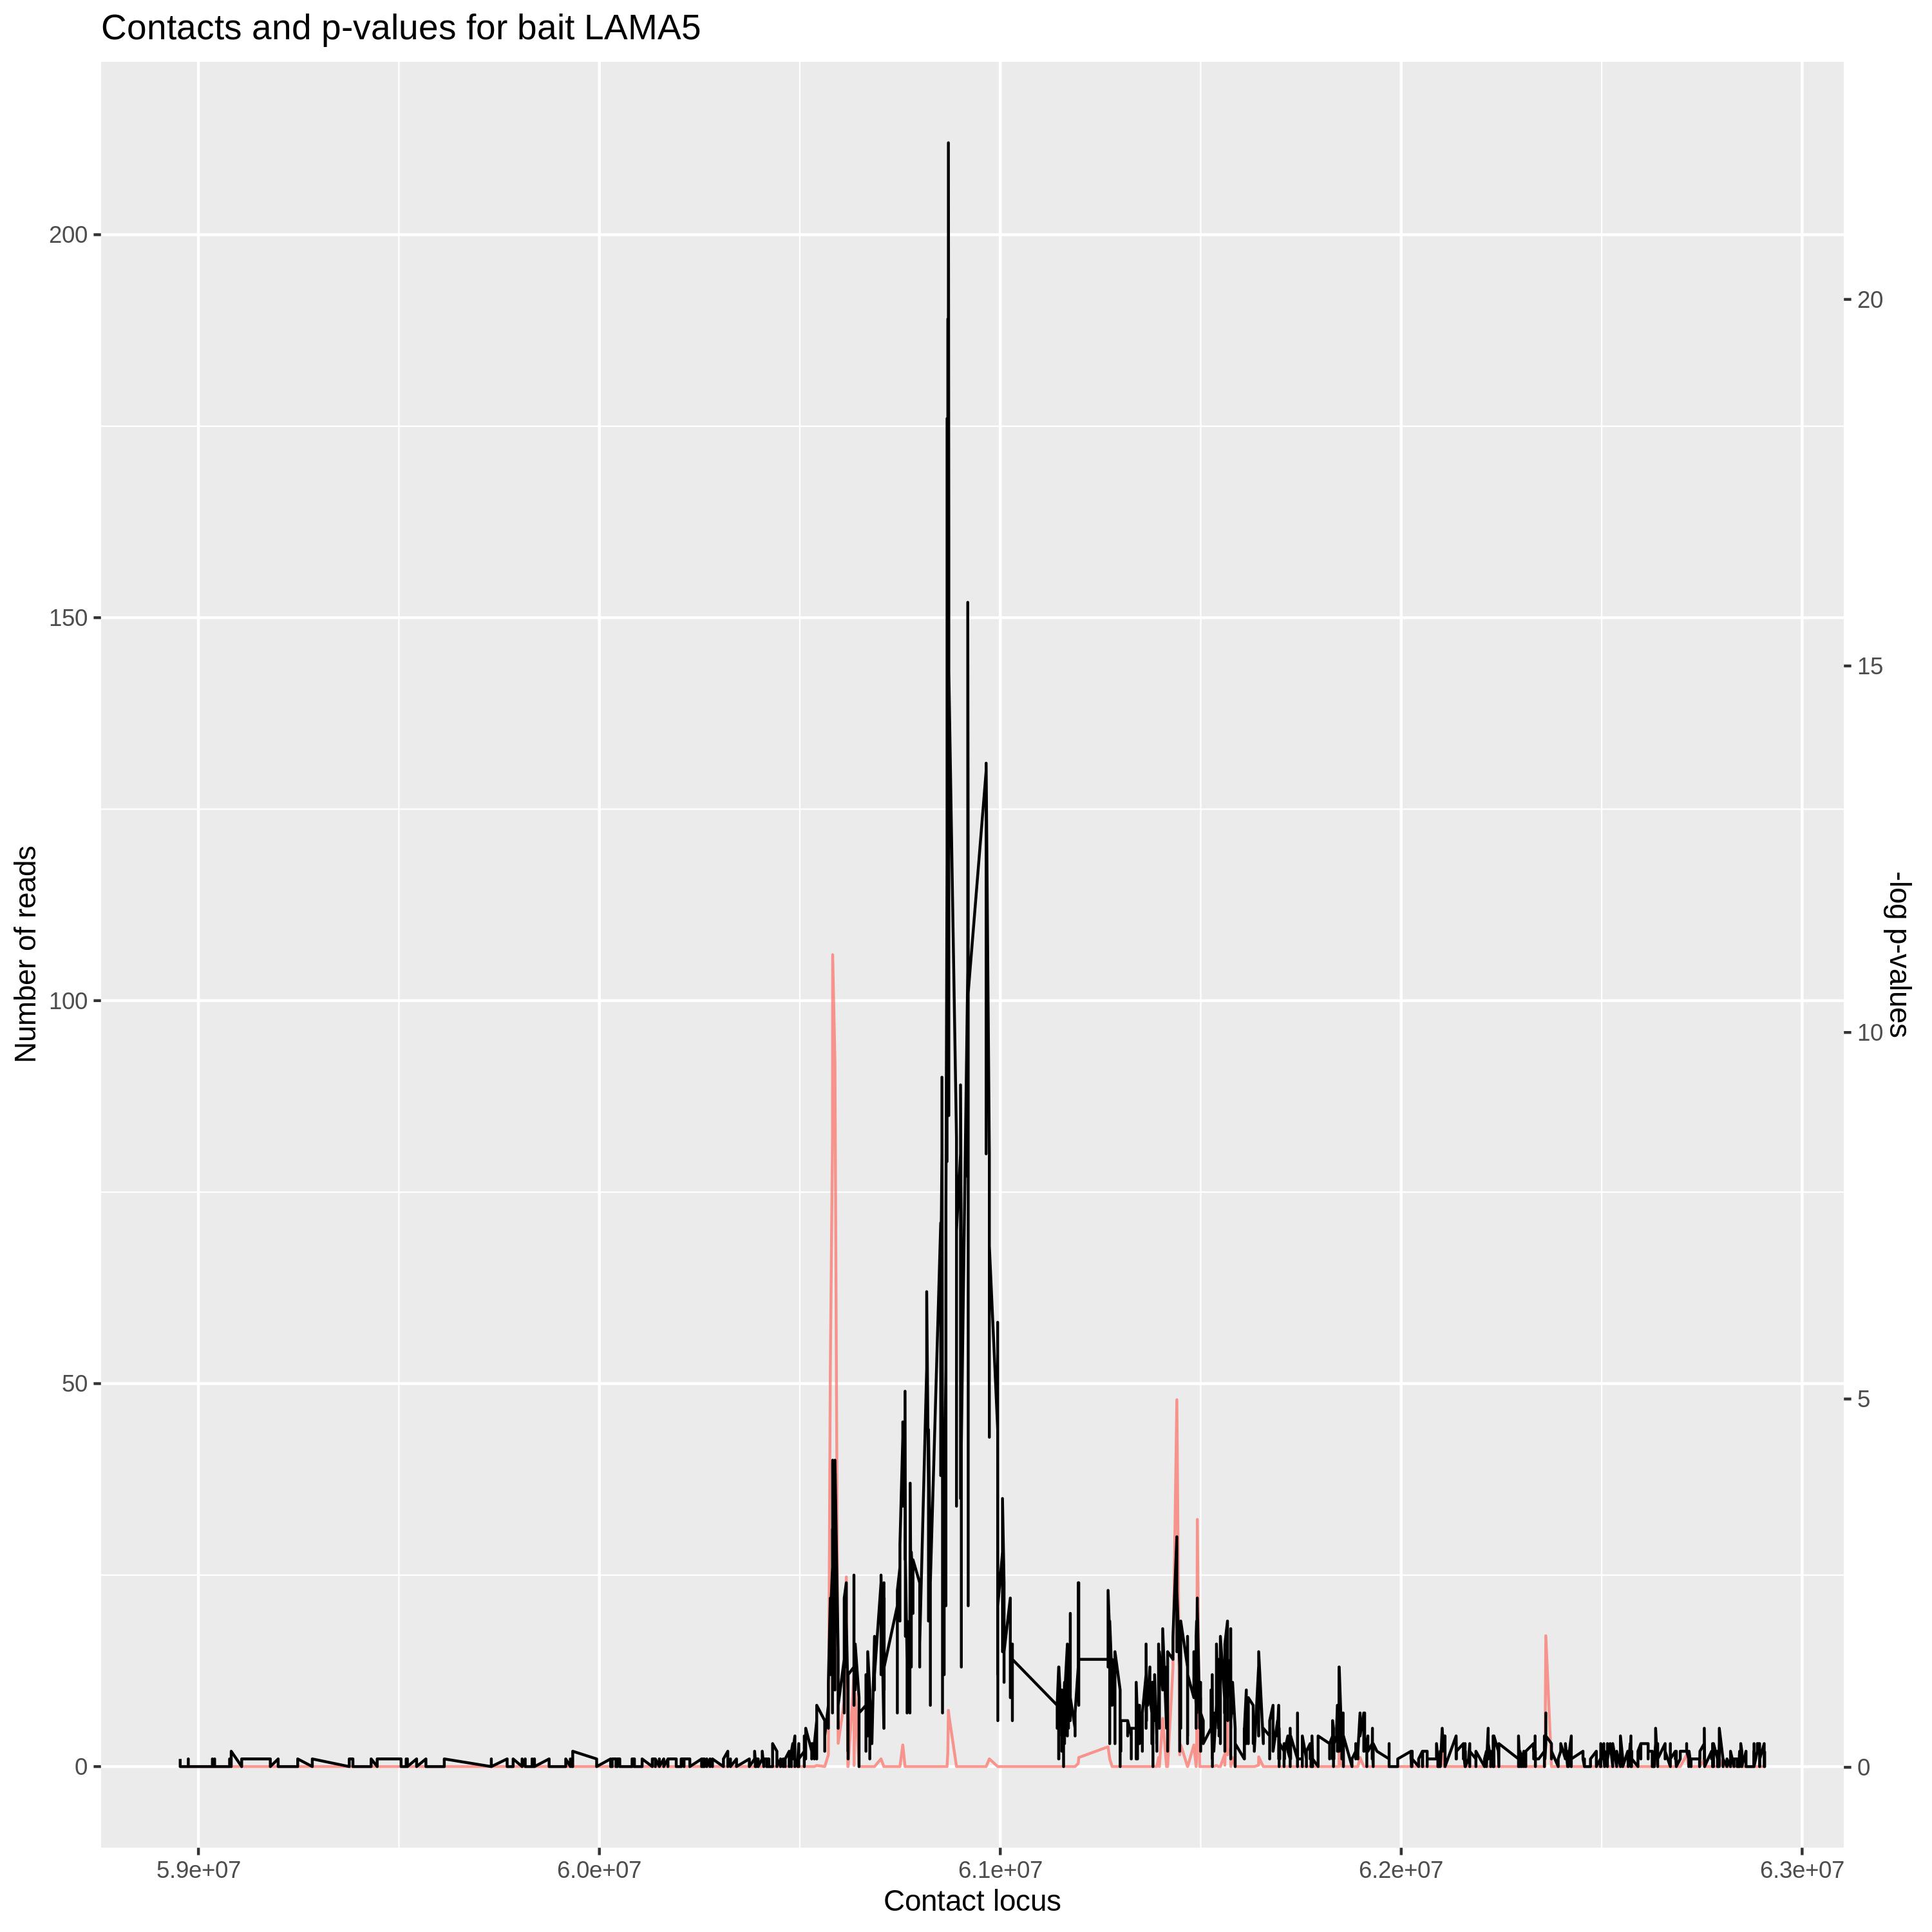 Contacts and p-values for bait LAMA5
200
150
100
50
0
Number of reads
20
15
10
5
0
-log p-values
5.9e+07
6.0e+07
6.1e+07
6.2e+07
6.3e+07
Contact locus